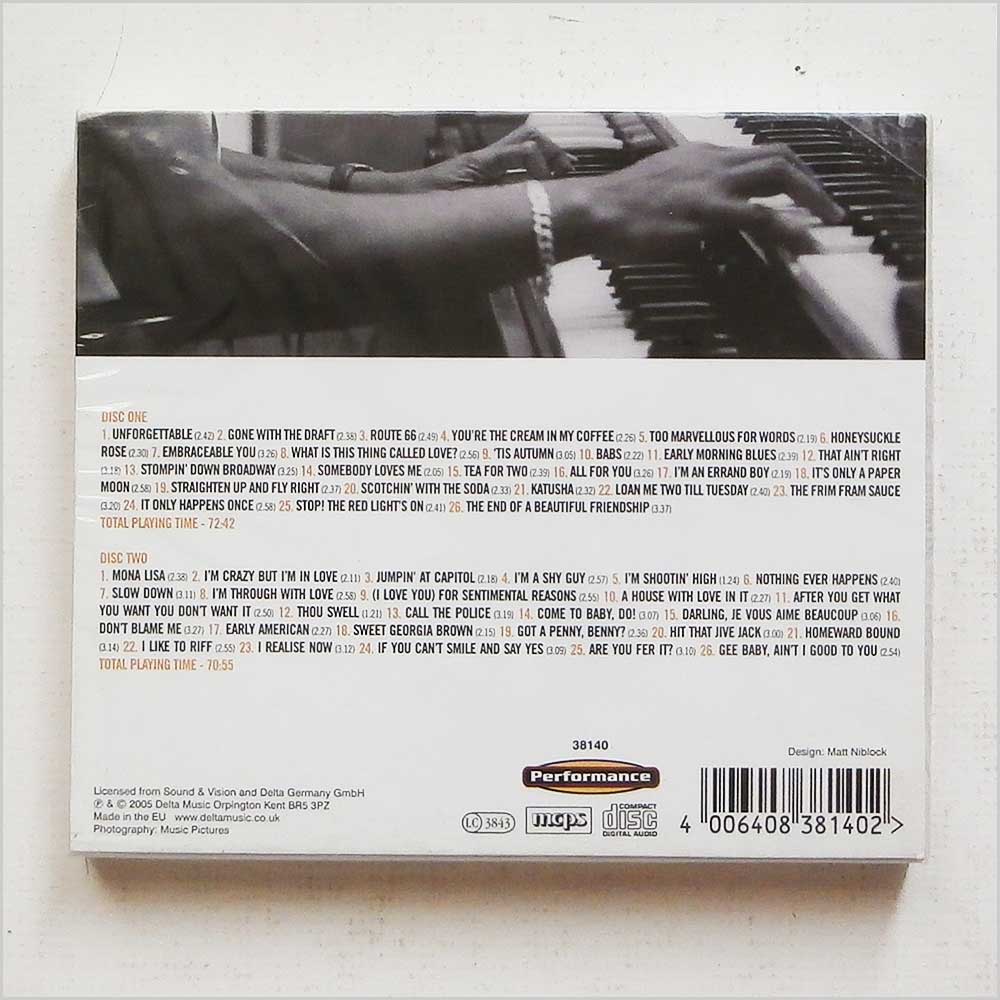 DISC ONE
1. UNFORGETTABLE (2.42) 2. GONE WITH THE DRAFT (2.38) 3. ROUTE 66 (2.49) 4. YOU'RE THE CREAM IN MY COFFEE (2.26) 5. TOO MARVELLOUS FOR WORDS (2.19) 6. HONEYSUCKLE
ROSE (2.30) 7. EMBRACEABLE YOU (3.26) 8. WHAT IS THIS THING CALLED LOVE? (2.56) 9. 'TIS AUTUMN (3.05) 10. BABS (2.22) 11. EARLY MORNING BLUES (2.39) 12. THAT AIN'T RIGHT
(3.18) 13. STOMPIN' DOWN BROADWAY (3.25) 14. SOMEBODY LOVES ME (2.05) 15. TEA FOR TWO (2.39) 16. ALL FOR YOU (3.26) 17. I'M AN ERRAND BOY (2.19) 18. IT'S ONLY A PAPER
MOON (2.58) 19. STRAIGHTEN UP AND FLY RIGHT (2.37) 20. SCOTCHIN' WITH THE SODA (2.33) 21. KATUSHA (2.32) 22. LOAN ME TWO TILL TUESDAY (2.40) 23. THE FRIM FRAM SAUCE
(3.20) 24. IT ONLY HAPPENS ONCE (2.58) 25. STOP! THE RED LIGHT'S ON (2.41) 26. THE END OF A BEAUTIFUL FRIENDSHIP (3.37)
TOTAL PLAYING TIME - 72:42
DISC TWO
1. MONA LISA (2.38) 2. I'M CRAZY BUT I'M IN LOVE (2.11) 3. JUMPIN' AT CAPITOL (2.18) 4. I'M A SHY GUY (2.57) 5. I'M SHOOTIN' HIGH (1.24) 6. NOTHING EVER HAPPENS (2.40)
7. SLOW DOWN (3.11) 8. I'M THROUGH WITH LOVE (2.58) 9. (I LOVE YOU) FOR SENTIMENTAL REASONS (2.55) 10. A HOUSE WITH LOVE IN IT (2.27) 11. AFTER YOU GET WHAT
YOU WANT YOU DON'T WANT IT (2.50) 12. THOU SWELL (1.21) 13. CALL THE POLICE (3.19) 14. COME TO BABY, DO! (3.07) 15. DARLING, JE VOUS AIME BEAUCOUP (3.06) 16.
DON'T BLAME ME (3.27) 17. EARLY AMERICAN (2.27) 18. SWEET GEORGIA BROWN (2.15) 19. GOT A PENNY, BENNY? (2.36) 20. HIT THAT JIVE JACK (3.00) 21. HOMEWARD BOUND
(3.14) 22. I LIKE TO RIFF (2.55) 23. I REALISE NOW (3.12) 24. IF YOU CAN'T SMILE AND SAY YES (3.09) 25. ARE YOU FER IT? (3.10) 26. GEE BABY, AIN'T I GOOD TO YOU (2.54)
TOTAL PLAYING TIME - 70:55
38140
Performance
Design: Matt Niblock
Licensed from Sound & Vision and Delta Germany GmbH
℗ & © 2005 Delta Music Orpington Kent BR5 3PZ
Made in the EU www.deltamusic.co.uk
Photography: Music Pictures
LC 3843
mcps
COMPACT
disc
DIGITAL AUDIO
4 006408 381402 >